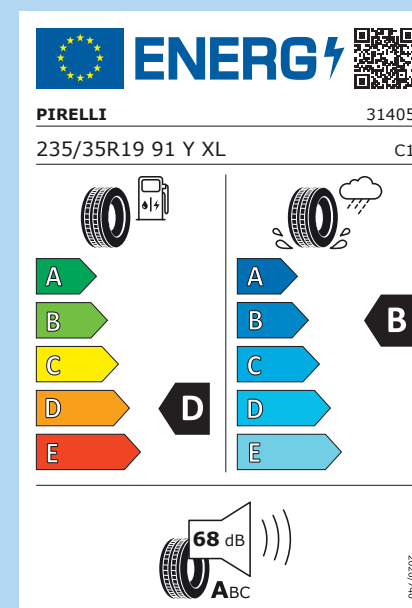 ENERG
PIRELLI 31405
235/35R19 91 Y XL C1
A A
B B B
C C
D D D
E E
68 dB
ABC